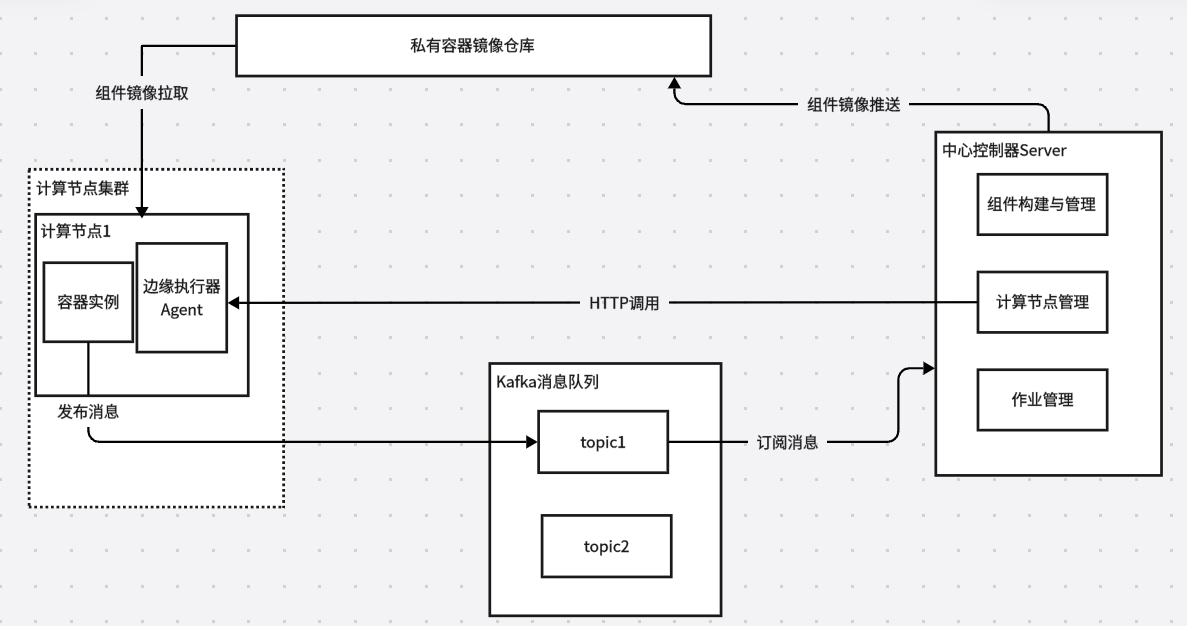 私有容器镜像仓库
组件镜像拉取
组件镜像推送
中心控制器Server
计算节点集群
组件构建与管理
计算节点1
边缘执行器
Agent
容器实例
HTTP调用
计算节点管理
Kafka消息队列
作业管理
发布消息
topic1
订阅消息
topic2